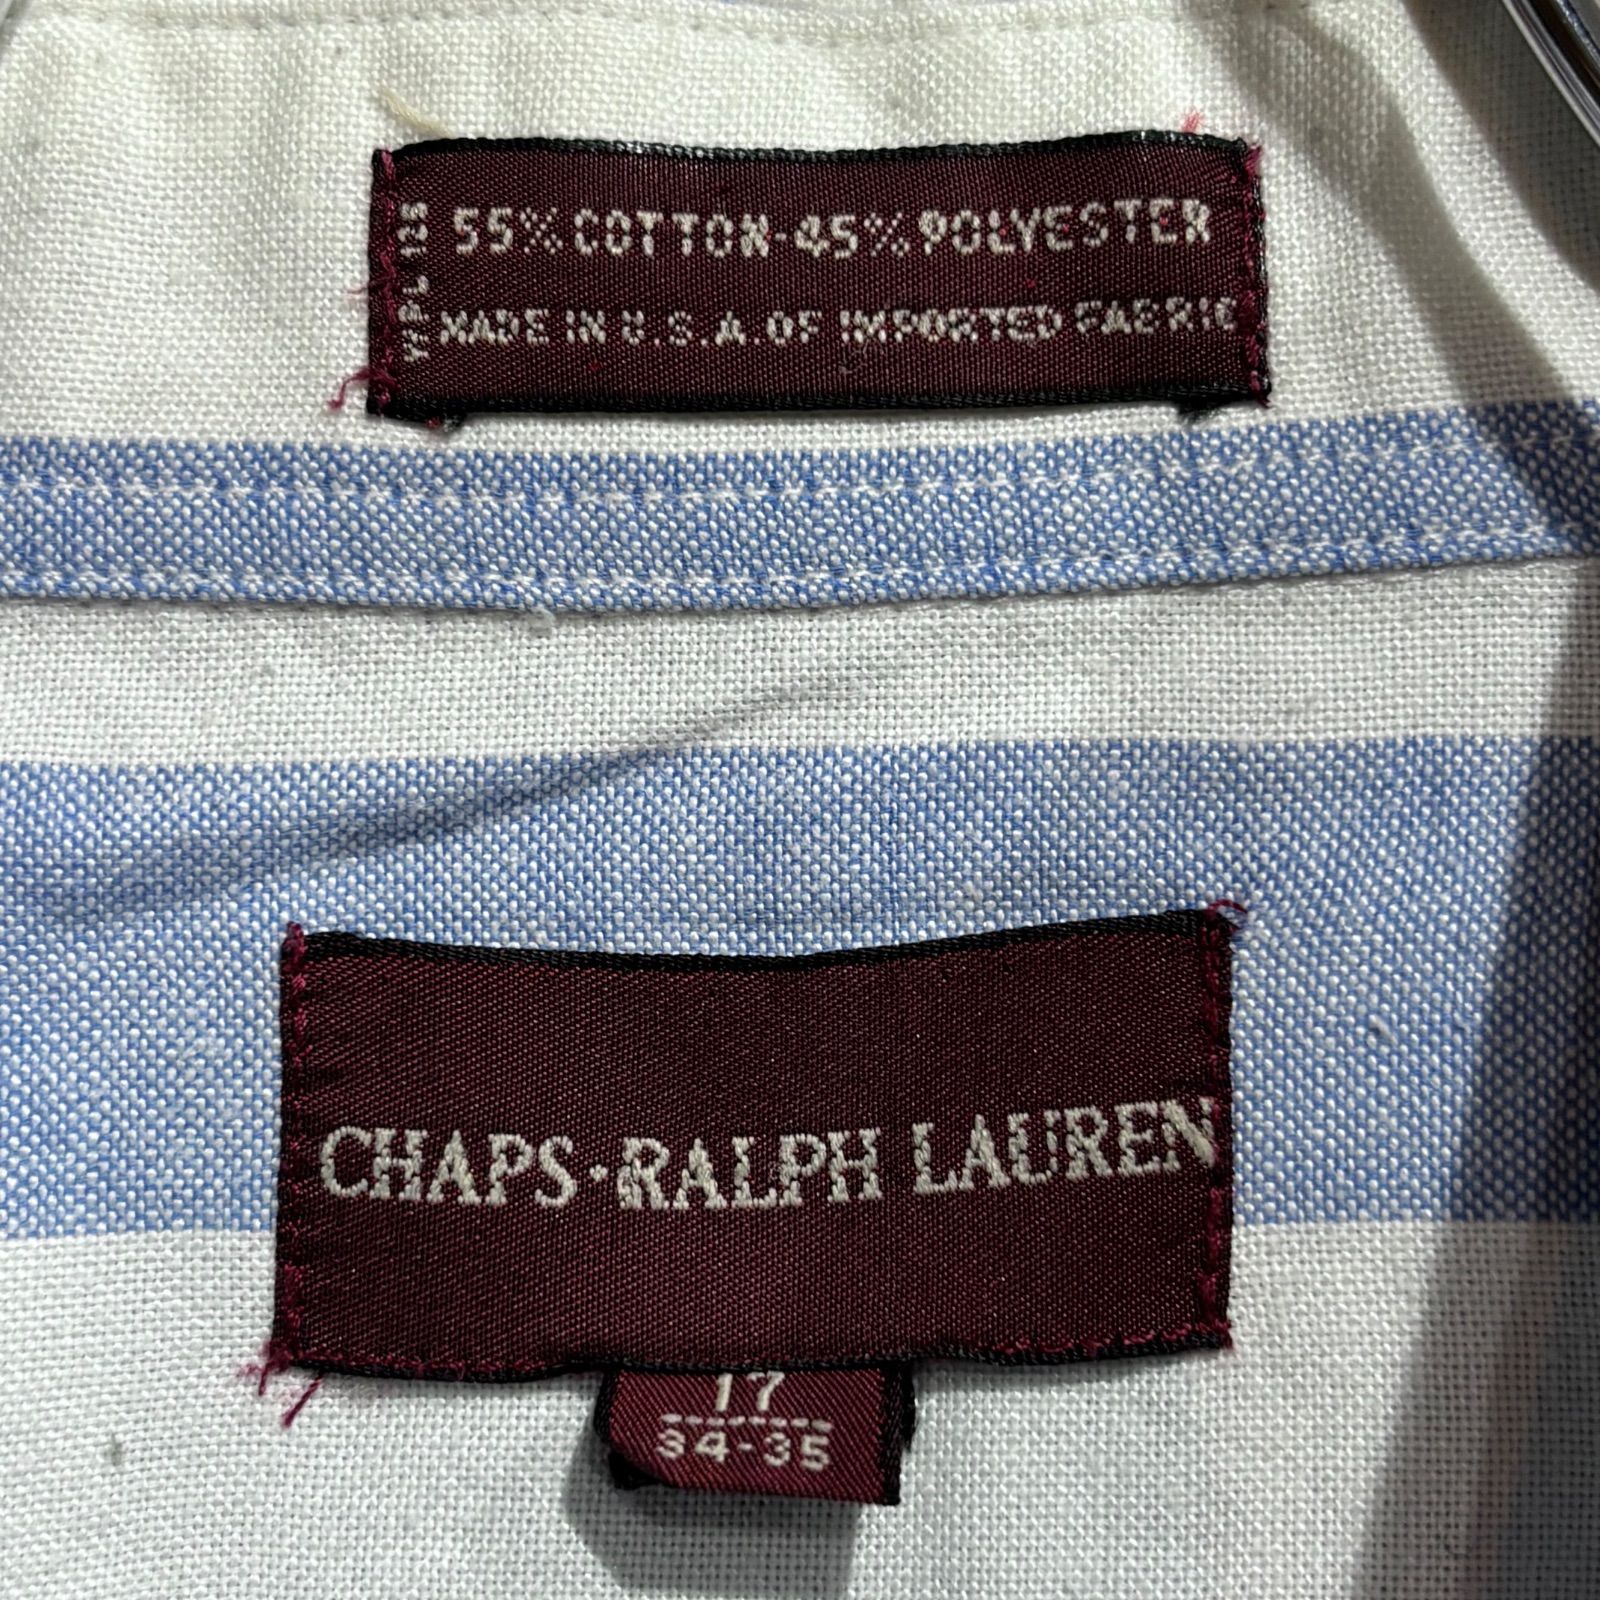 55% COTTON-45% POLYESTER
MADE IN U.S.A. OF IMPORTED FABRIC
CHAPS·RALPH LAUREN
17
34-35